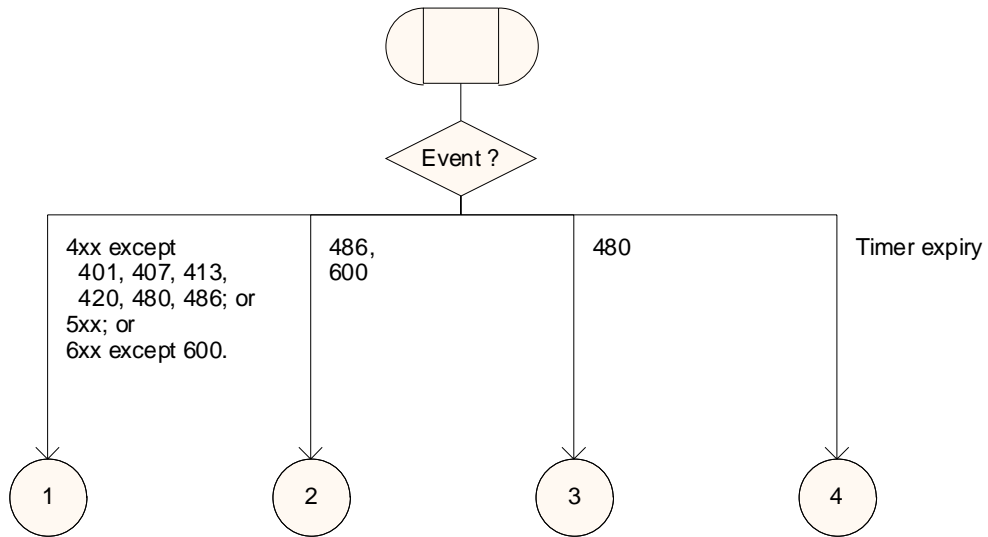 Event ?
4xx except
401, 407, 413,
420, 480, 486; or
5xx; or
6xx except 600.
486,
600
480
Timer expiry
1
2
3
4